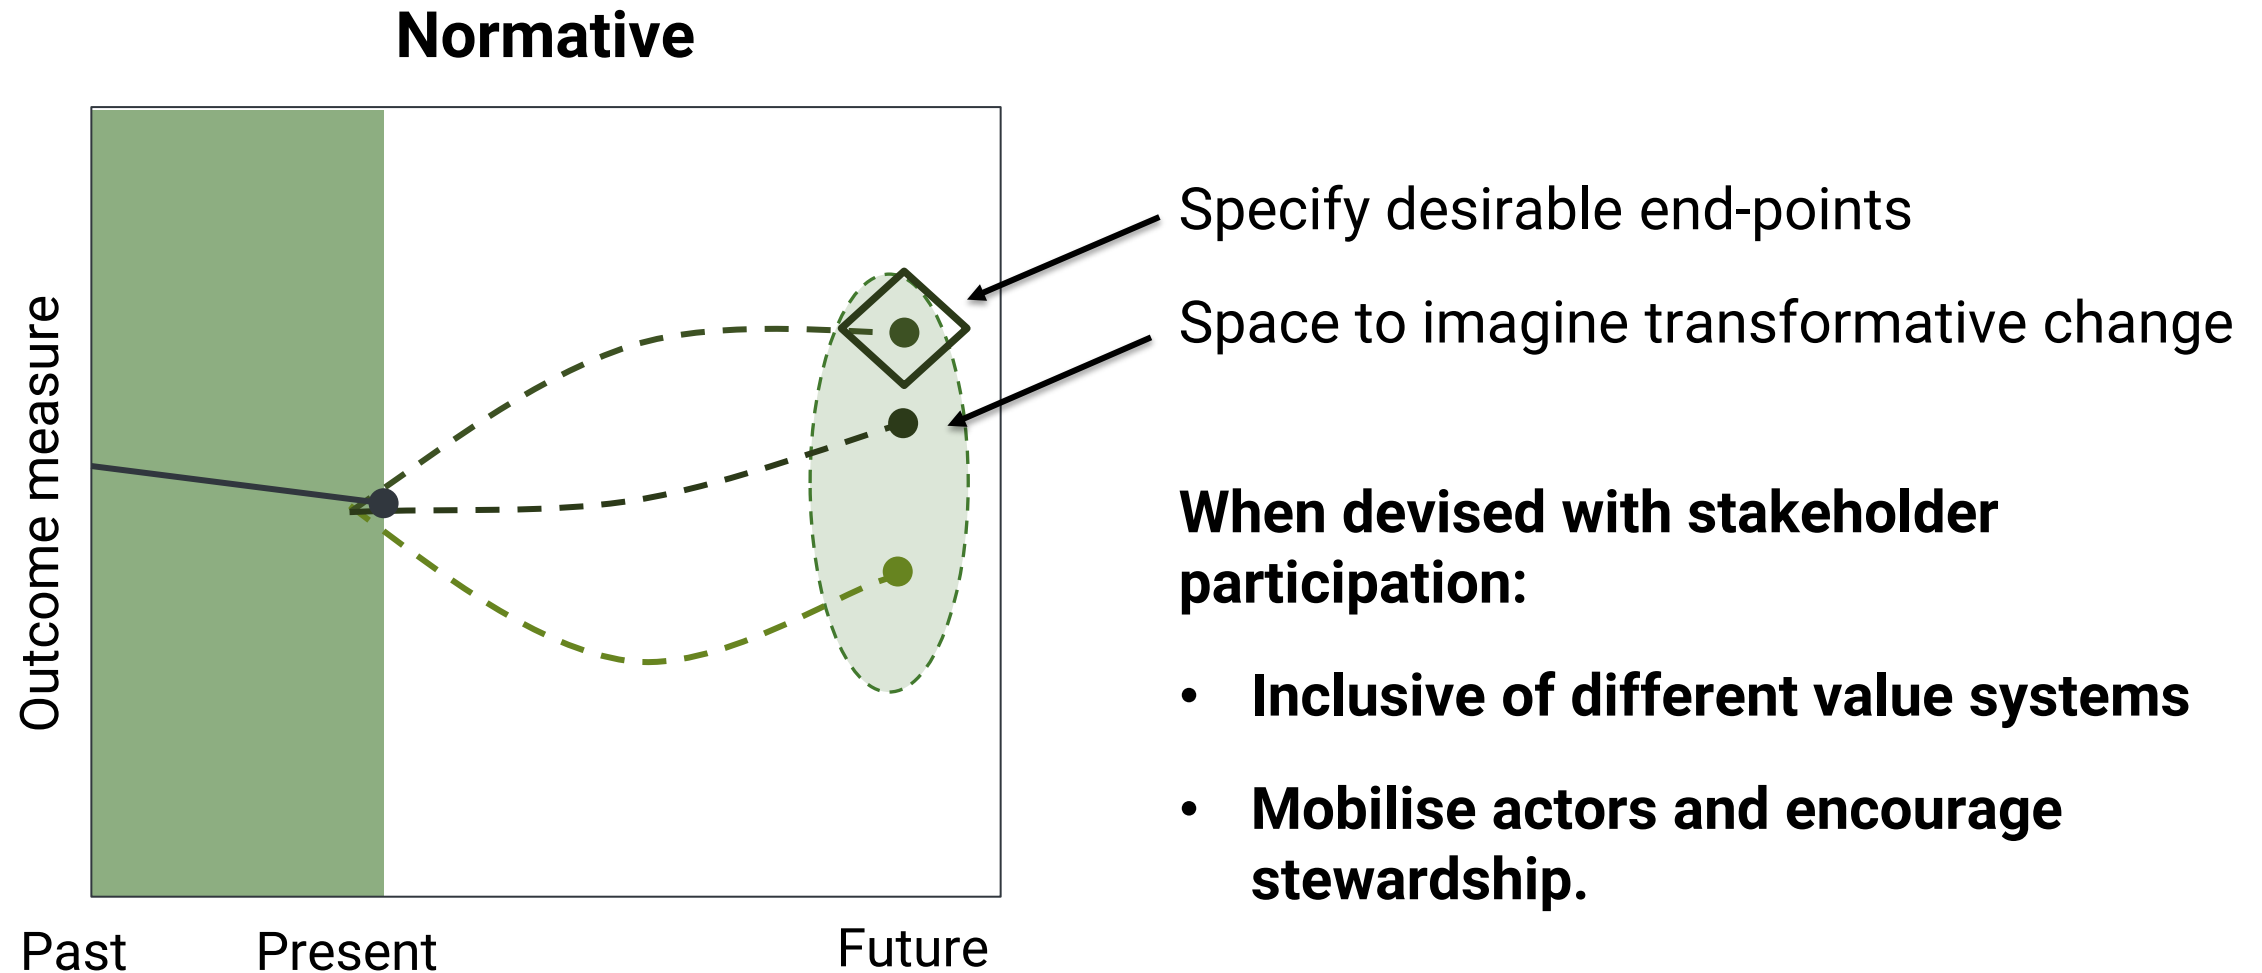 Normative
Outcome measure
Past
Present
Future
Specify desirable end-points
Space to imagine transformative change
When devised with stakeholder
participation:
• Inclusive of different value systems
• Mobilise actors and encourage
stewardship.